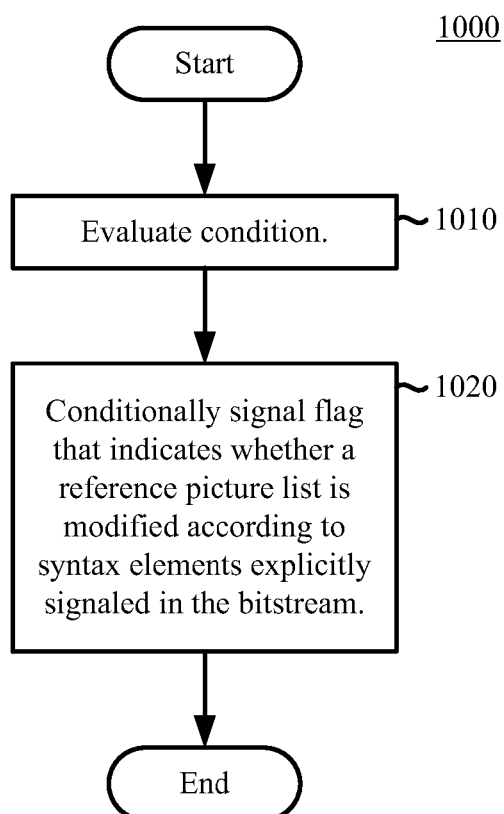 1000
Start
Evaluate condition.
1010
1020
Conditionally signal flag
that indicates whether a
reference picture list is
modified according to
syntax elements explicitly
signaled in the bitstream.
End